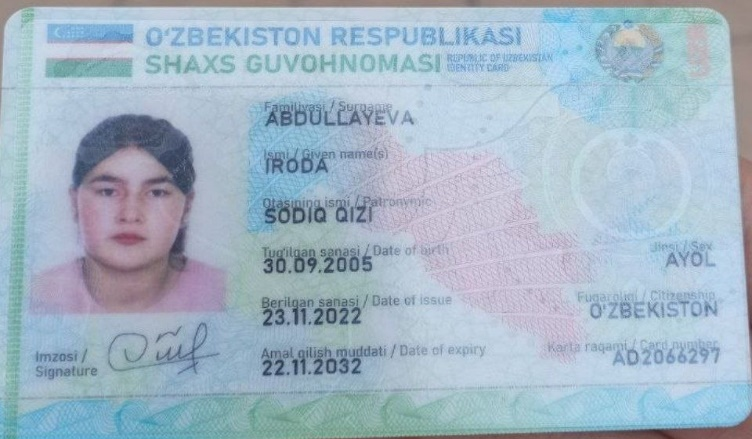 O'ZBEKISTON RESPUBLIKASI
SHAXS GUVOHNOMASI
REPUBLIC OF UZBEKISTAN
IDENTITY CARD
Familiyasi / Surname
ABDULLAYEVA
Ismi / Given name(s)
IRODA
Otasining ismi / Patronymic
SODIQ QIZI
Tug'ilgan sanasi / Date of birth
30.09.2005
Jinsi / Sex
AYOL
Berilgan sanasi / Date of issue
23.11.2022
Fuqaroligi / Citizenship
O'ZBEKISTON
Amal qilish muddati / Date of expiry
22.11.2032
Karta raqami / Card number
AD2066297
Imzosi /
Signature